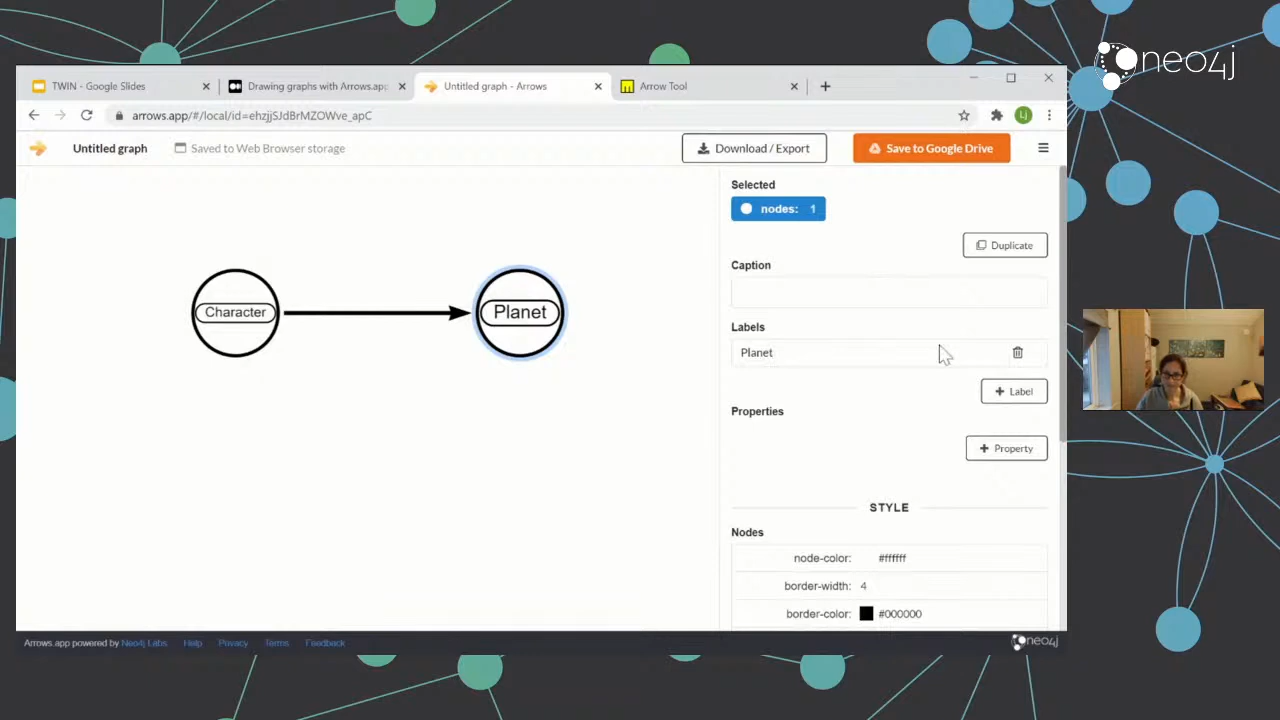 neo4j
TWIN - Google Slides
Drawing graphs with Arrows.app
Untitled graph - Arrows
Arrow Tool
arrows.app/#/local/id=ehzjjSJdBrMZOWve_apC
Lj
Untitled graph
Saved to Web Browser storage
Download / Export
Save to Google Drive
Selected
nodes: 1
Duplicate
Caption
Labels
Planet
Label
Properties
Property
STYLE
Nodes
node-color: #ffffff
border-width: 4
border-color: #000000
Character
Planet
Arrows.app powered by Neo4j Labs Help Privacy Terms Feedback
neo4j